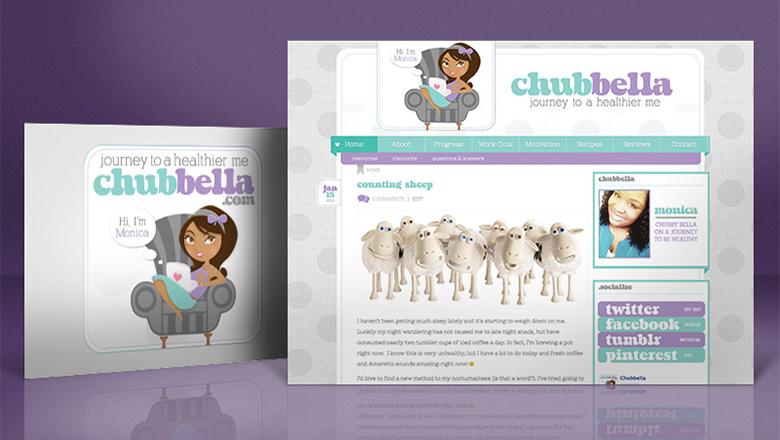 journey to a healthier me
chubbella
.com
Hi, I'm
Monica
Hi, I'm
Monica
chubbella
journey to a healthier me
Home About Progress Work Outs Motivation Recipes Reviews Contact
resources discounts questions & answers
HOME
jan
15
counting sheep
0 COMMENTS | EDIT
I haven't been getting much sleep lately and it's starting to weigh down on me.
Luckily my night wandering has not caused me to late night snack, but have
consumed nearly two tumbler cups of iced coffee a day. In fact, I'm brewing a pot
right now. I know this is very unhealthy, but I have a lot to do today and fresh coffee
and Amaretto sounds amazing right now!
I'd love to find a new method to my nocturnalness (is that a word?). I've tried going to
chubbella
monica
CHUBBY BELLA
ON A JOURNEY
TO BE HEALTHY
.socialize
twitter
facebook
tumblr MOTIVATION
pinterest
Chubbella